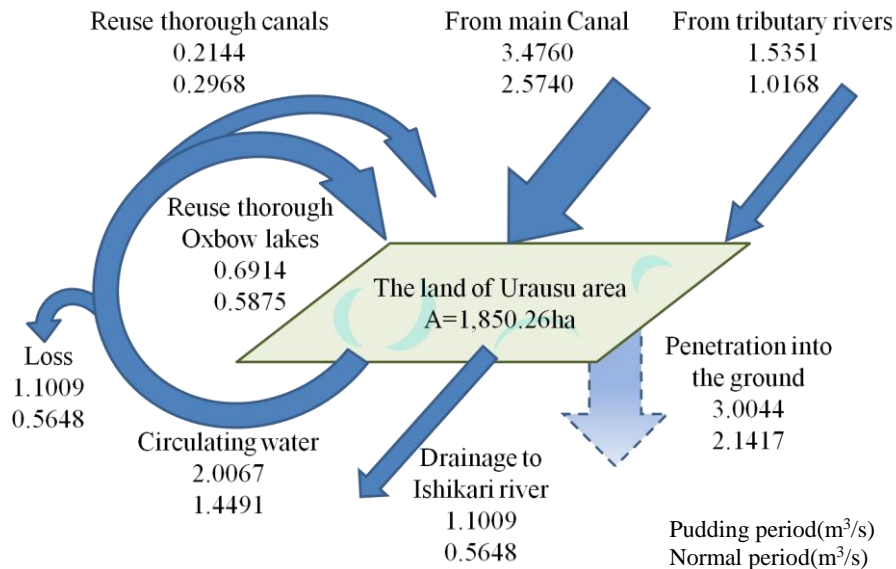 Reuse thorough canals
0.2144
0.2968
From main Canal
3.4760
2.5740
From tributary rivers
1.5351
1.0168
Reuse thorough
Oxbow lakes
0.6914
0.5875
The land of Urausu area
A=1,850.26ha
Loss
1.1009
0.5648
Circulating water
2.0067
1.4491
Drainage to
Ishikari river
1.1009
0.5648
Penetration into
the ground
3.0044
2.1417
Pudding period(m³/s)
Normal period(m³/s)